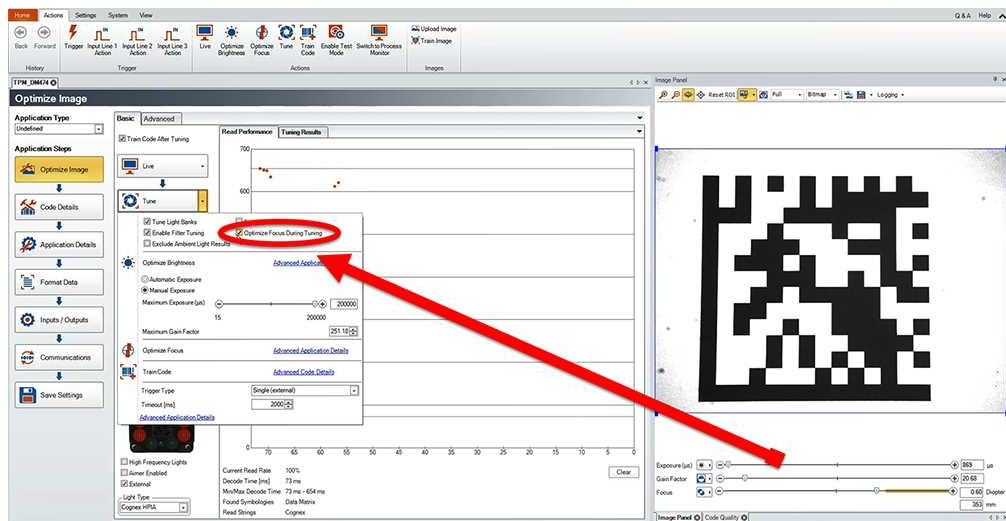 Home Actions Settings System View Q & A Help
Back Forward Trigger Input Line 1 Action Input Line 2 Action Input Line 3 Action Live Optimize Brightness Optimize Focus Tune Train Code Enable Test Mode Switch to Process Monitor Upload Image Train Image
History Trigger Actions Images
TPM_DM474
Optimize Image
Application Type
Undefined
Application Steps
Optimize Image
Code Details
Application Details
Format Data
Inputs / Outputs
Communications
Save Settings
Basic Advanced
Train Code After Tuning
Live
Tune
Read Performance Tuning Results
700
600
Tune Light Banks
Enable Filter Tuning Optimize Focus During Tuning
Exclude Ambient Light Results
Optimize Brightness
Automatic Exposure
Manual Exposure
Maximum Exposure (µs) 200000
15 200000
Maximum Gain Factor 251.18
Optimize Focus Advanced Application Details
Train Code Advanced Code Details
Trigger Type Single (external)
Timeout [ms] 2000
Advanced Application Details
0
70 65 60 55 50 45 40 35 30 25 20 15 10 5 0
High Frequency Lights
Aimer Enabled
External
Light Type
Cognex HPIA
Current Read Rate 100%
Decode Time [ms] 73 ms
Min/Max Decode Time 73 ms - 654 ms
Found Symbologies Data Matrix
Read Strings Cognex
Clear
Image Panel
Reset ROI Full Bitmap Logging
Exposure (µs) 869 µs
Gain Factor 20.68
Focus 0.60 Diopter
353 mm
Image Panel Code Quality